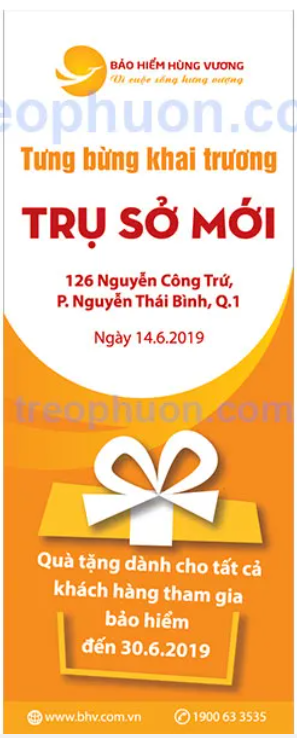 BẢO HIỂM HÙNG VƯƠNG
Vì cuộc sống hưng vượng
treophuon.com
Tưng bừng khai trương
TRỤ SỞ MỚI
126 Nguyễn Công Trứ,
P. Nguyễn Thái Bình, Q.1
Ngày 14.6.2019
treophuon.com
Quà tặng dành cho tất cả
khách hàng tham gia
bảo hiểm
đến 30.6.2019
www.bhv.com.vn
1900 63 3535